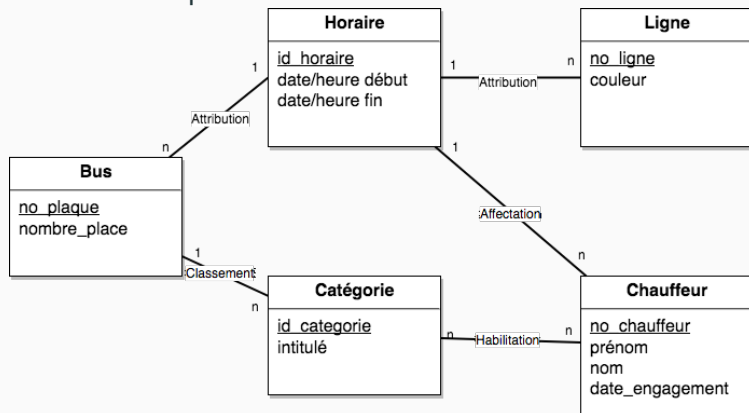 Horaire
id_horaire
date/heure début
date/heure fin
Ligne
no_ligne
couleur
1
Attribution
n
1
Attribution
n
Bus
no_plaque
nombre_place
1
Affectation
n
1
Classement
n
Catégorie
id_categorie
intitulé
n
Habilitation
n
Chauffeur
no_chauffeur
prénom
nom
date_engagement